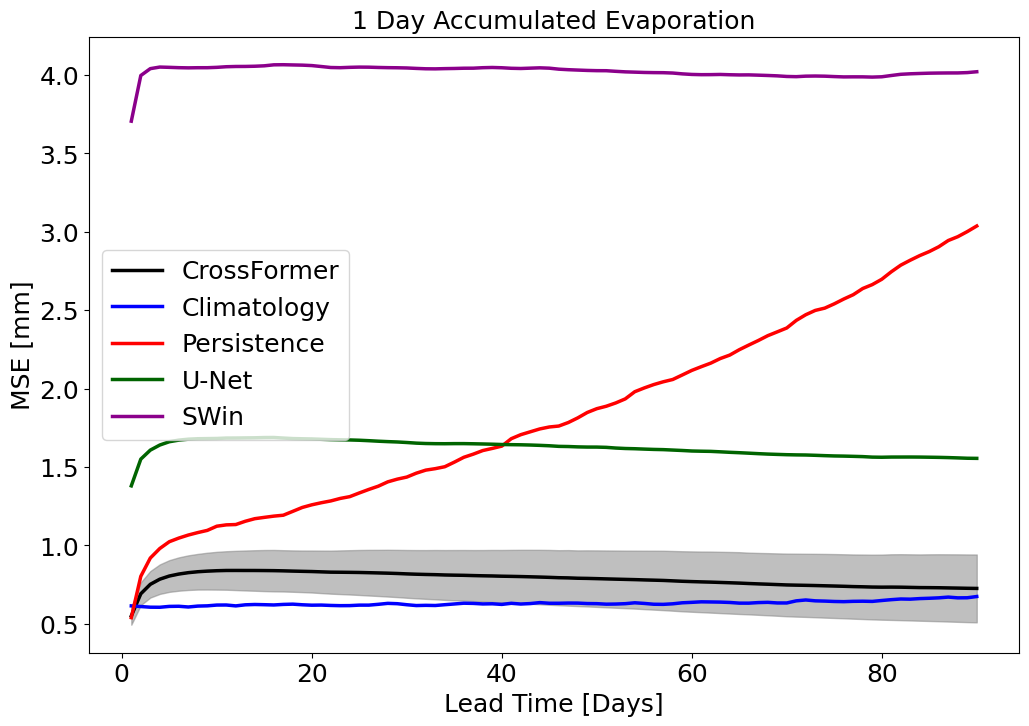 1 Day Accumulated Evaporation
MSE [mm]
4.0
3.5
3.0
2.5
2.0
1.5
1.0
0.5
CrossFormer
Climatology
Persistence
U-Net
SWin
0 20 40 60 80
Lead Time [Days]